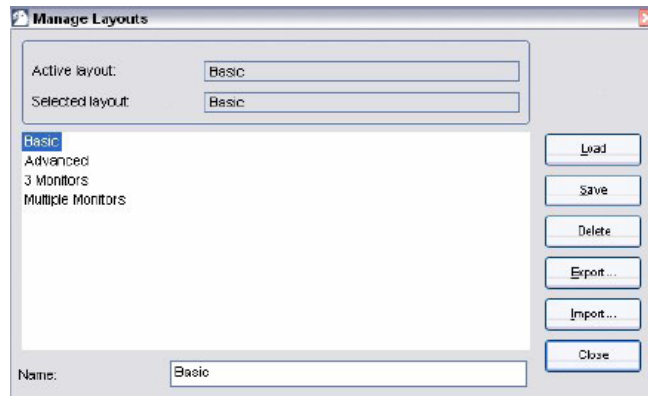 Manage Layouts
Active layout:
Basic
Selected layout:
Basic
Basic
Advanced
3 Monitors
Multiple Monitors
Load
Save
Delete
Export...
Import...
Close
Name:
Basic